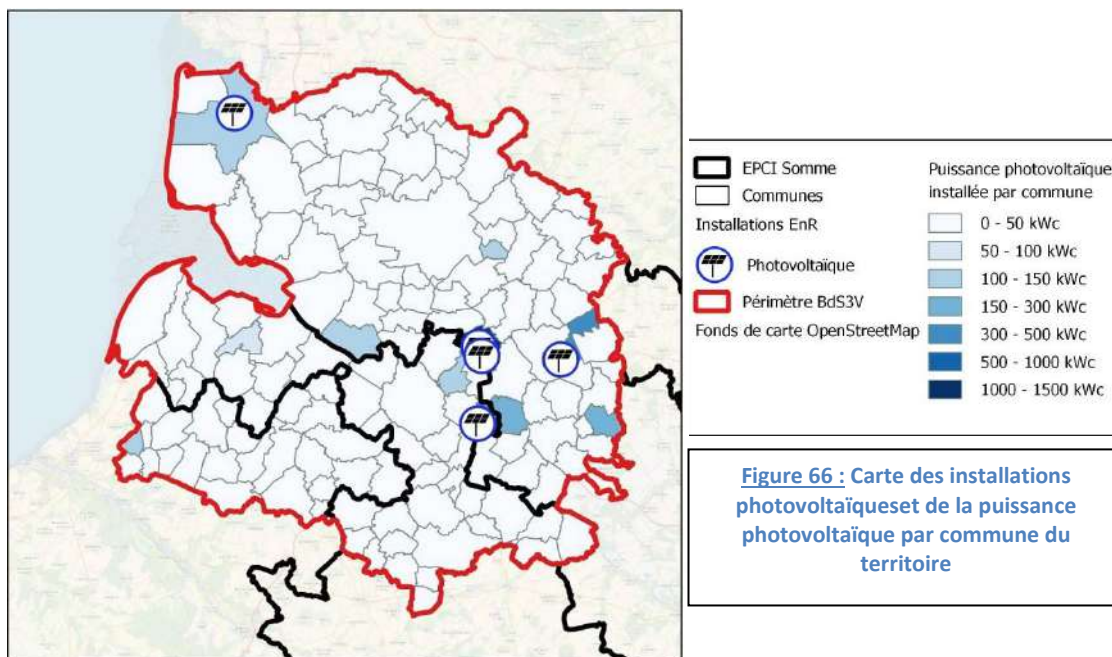 EPCI Somme
Communes
Installations EnR
Photovoltaïque
Périmètre BdS3V
Fonds de carte OpenStreetMap
Puissance photovoltaïque
installée par commune
0 - 50 kWc
50 - 100 kWc
100 - 150 kWc
150 - 300 kWc
300 - 500 kWc
500 - 1000 kWc
1000 - 1500 kWc
Figure 66 : Carte des installations
photovoltaïqueset de la puissance
photovoltaïque par commune du
territoire